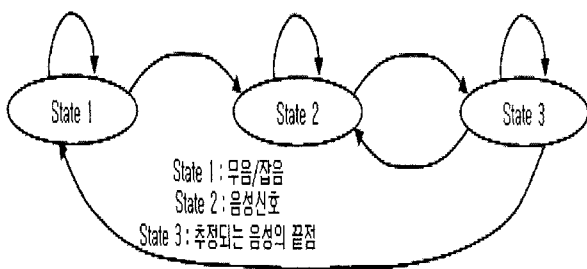 State 1
State 2
State 3
State 1 : 무음/잡음
State 2 : 음성신호
State 3 : 추정되는 음성의 끝점